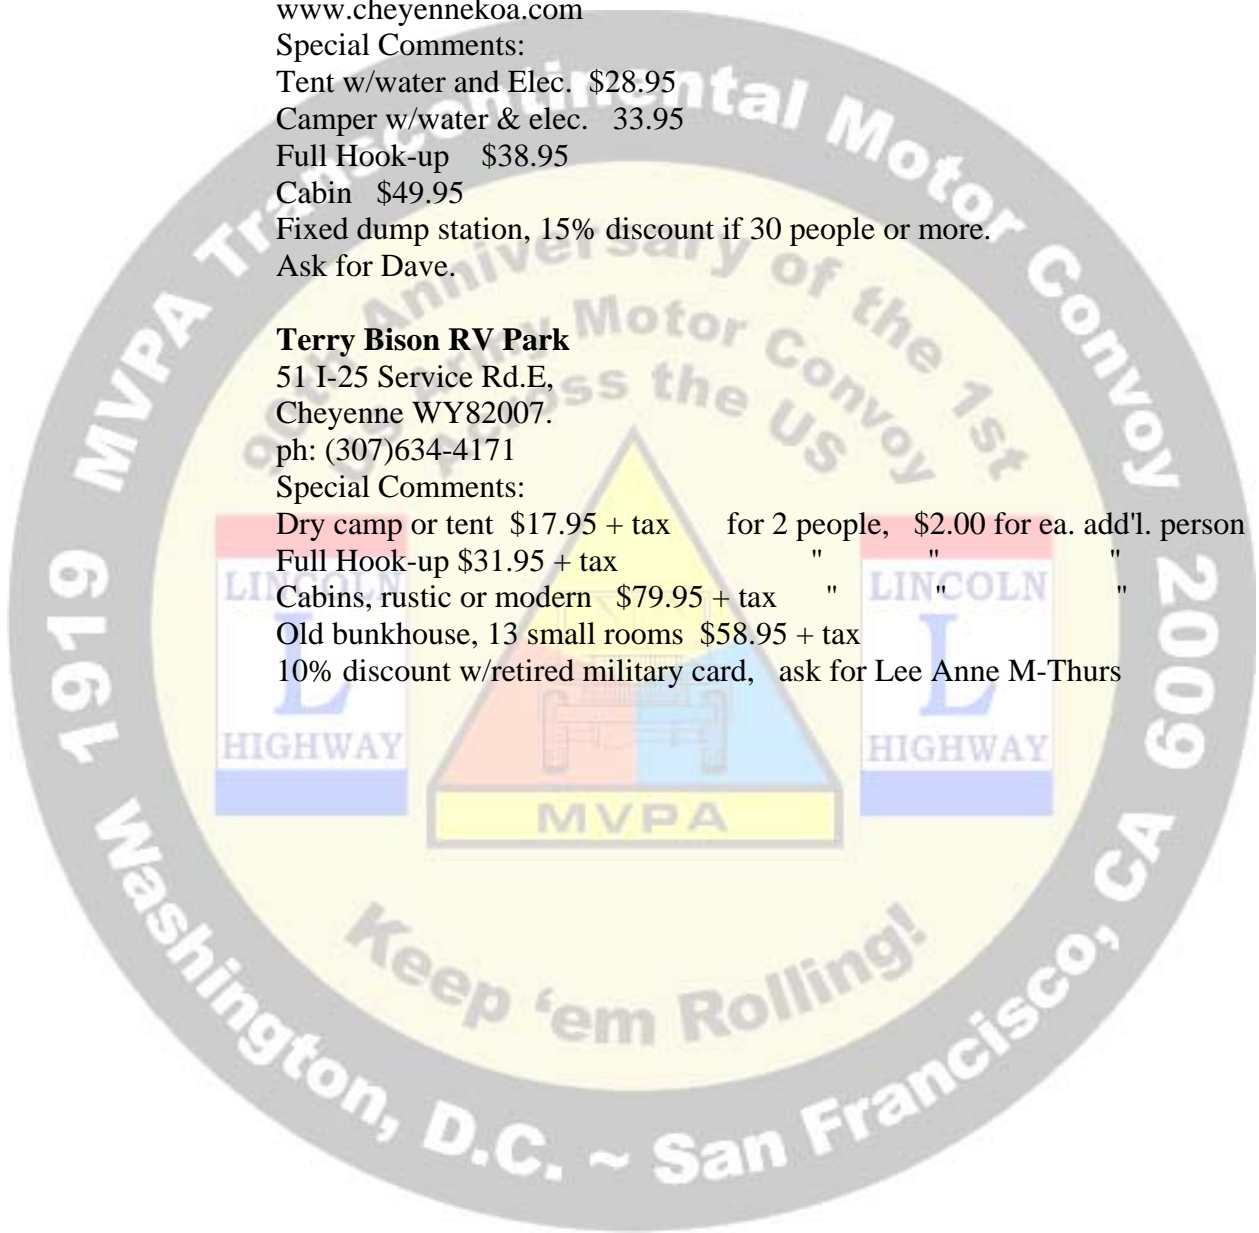 www.cheyennekoa.com
Special Comments:
Tent w/water and Elec.  $28.95
Camper w/water & elec.   33.95
Full Hook-up    $38.95
Cabin   $49.95
Fixed dump station, 15% discount if 30 people or more.
Ask for Dave.
Terry Bison RV Park
51 I-25 Service Rd.E,
Cheyenne WY82007.
ph: (307)634-4171
Special Comments:
Dry camp or tent  $17.95 + tax       for 2 people,   $2.00 for ea. add'l. person
Full Hook-up $31.95 + tax                        "             "                      "
Cabins, rustic or modern   $79.95 + tax      "            "                      "
Old bunkhouse, 13 small rooms  $58.95 + tax
10% discount w/retired military card,   ask for Lee Anne M-Thurs
1919 MVPA Transcontinental Motor Convoy 2009
90th Anniversary of the 1st
US Army Motor Convoy
Across the US
LINCOLN
L
HIGHWAY
LINCOLN
L
HIGHWAY
MVPA
Keep 'em Rolling!
Washington, D.C. ~ San Francisco, CA